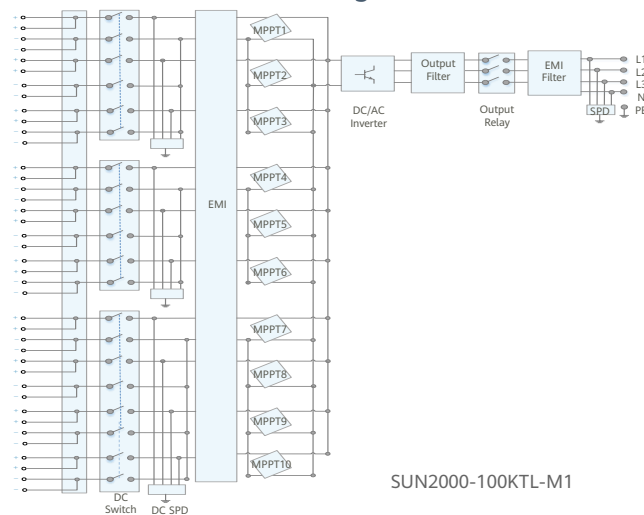 MPPT1
MPPT2
MPPT3
MPPT4
MPPT5
MPPT6
MPPT7
MPPT8
MPPT9
MPPT10
EMI
DC
Switch
DC SPD
DC/AC
Inverter
Output
Filter
Output
Relay
EMI
Filter
L1
L2
L3
N
PE
SPD
SUN2000-100KTL-M1